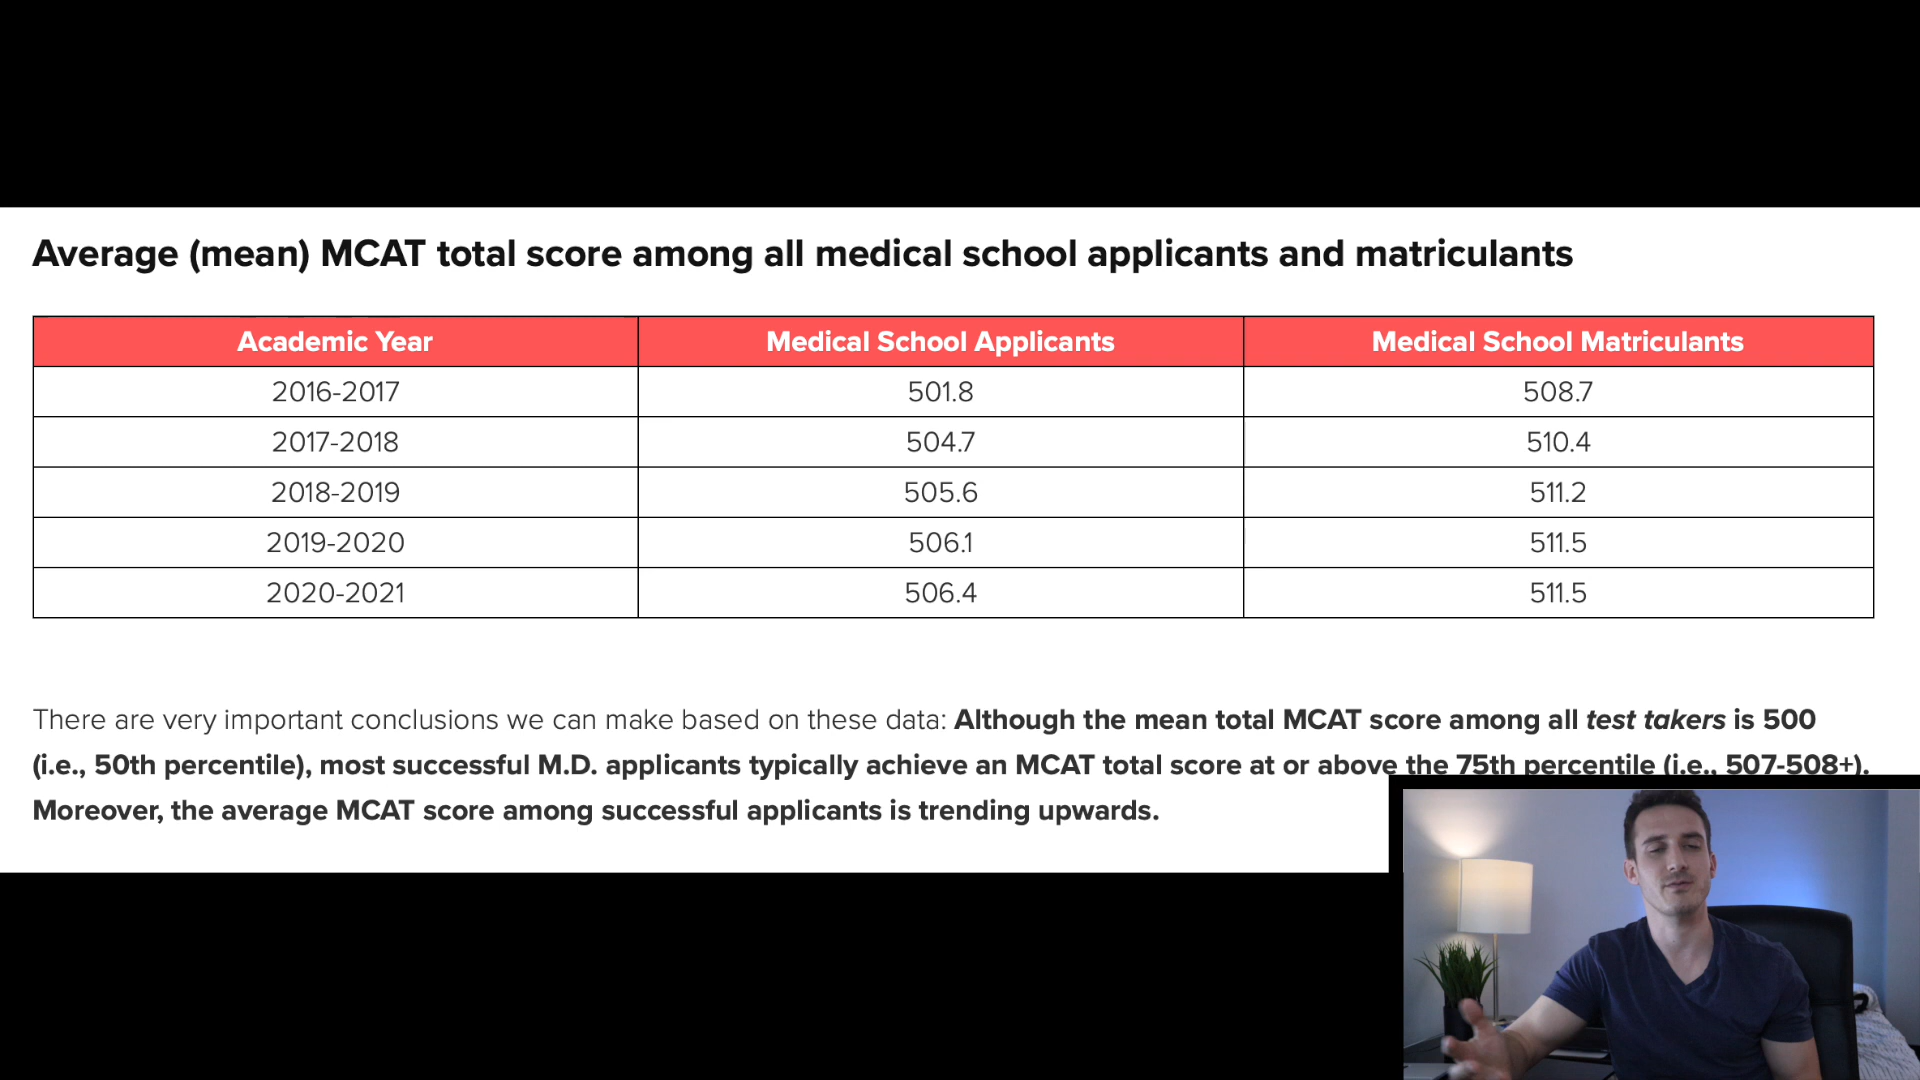 Average (mean) MCAT total score among all medical school applicants and matriculants
Academic Year Medical School Applicants Medical School Matriculants
2016-2017 501.8 508.7
2017-2018 504.7 510.4
2018-2019 505.6 511.2
2019-2020 506.1 511.5
2020-2021 506.4 511.5
There are very important conclusions we can make based on these data: Although the mean total MCAT score among all test takers is 500
(i.e., 50th percentile), most successful M.D. applicants typically achieve an MCAT total score at or above the 75th percentile (i.e., 507-508+).
Moreover, the average MCAT score among successful applicants is trending upwards.